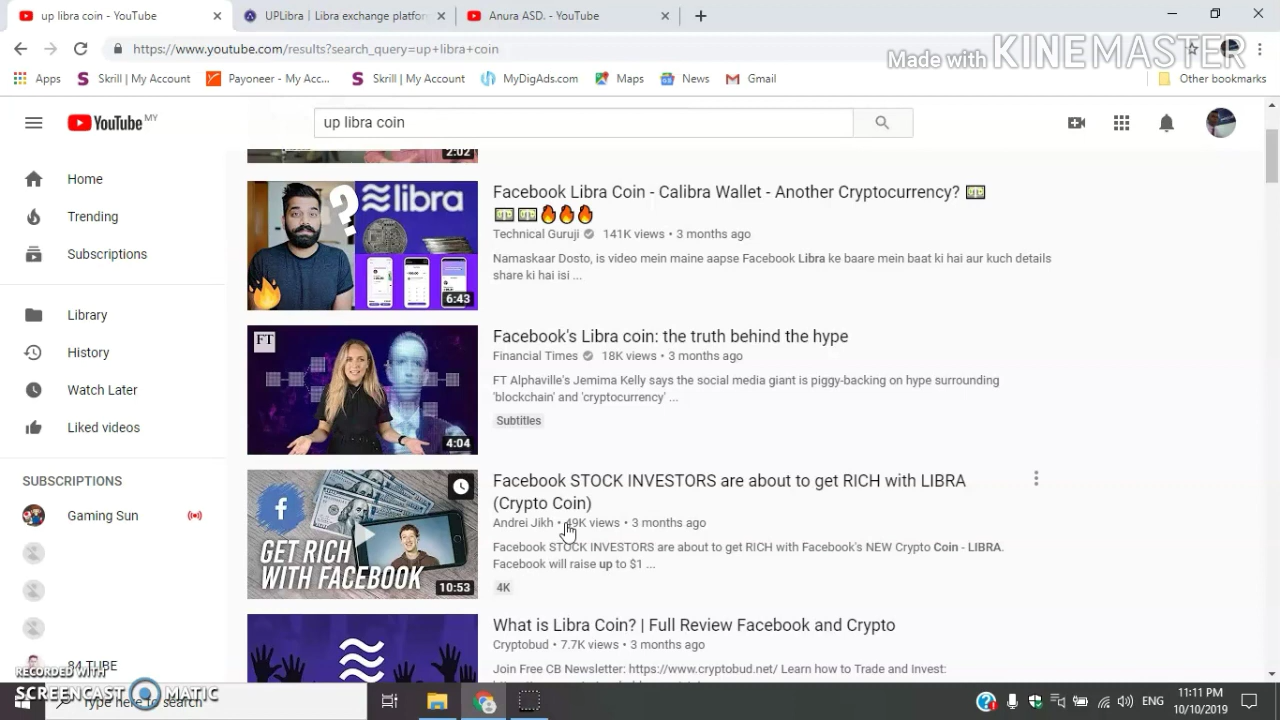 up libra coin - YouTube
UPLibra | Libra exchange platfor
Anura ASD. - YouTube
https://www.youtube.com/results?search_query=up+libra+coin
Made with KINEMASTER
Apps
Skrill | My Account
Payoneer - My Acc...
Skrill | My Account
MyDigAds.com
Maps
News
Gmail
Other bookmarks
YouTube MY
up libra coin
Home
Trending
Subscriptions
Library
History
Watch Later
Liked videos
SUBSCRIPTIONS
Gaming Sun
84 TUBE
2:02
?
libra
6:43
Facebook Libra Coin - Calibra Wallet - Another Cryptocurrency? 💵
💵💵🔥🔥🔥
Technical Guruji 141K views • 3 months ago
Namaskaar Dosto, is video mein maine aapse Facebook Libra ke baare mein baat ki hai aur kuch details
share ki hai isi ...
FT
4:04
Facebook's Libra coin: the truth behind the hype
Financial Times 18K views • 3 months ago
FT Alphaville's Jemima Kelly says the social media giant is piggy-backing on hype surrounding
'blockchain' and 'cryptocurrency' ...
Subtitles
f
GET RICH
WITH FACEBOOK
10:53
Facebook STOCK INVESTORS are about to get RICH with LIBRA
(Crypto Coin)
Andrei Jikh • 49K views • 3 months ago
Facebook STOCK INVESTORS are about to get RICH with Facebook's NEW Crypto Coin - LIBRA.
Facebook will raise up to $1 ...
4K
What is Libra Coin? | Full Review Facebook and Crypto
Cryptobud • 7.7K views • 3 months ago
Join Free CB Newsletter: https://www.cryptobud.net/ Learn how to Trade and Invest:
RECORDED WITH
SCREENCAST MATIC
Type here to search
ENG
11:11 PM
10/10/2019